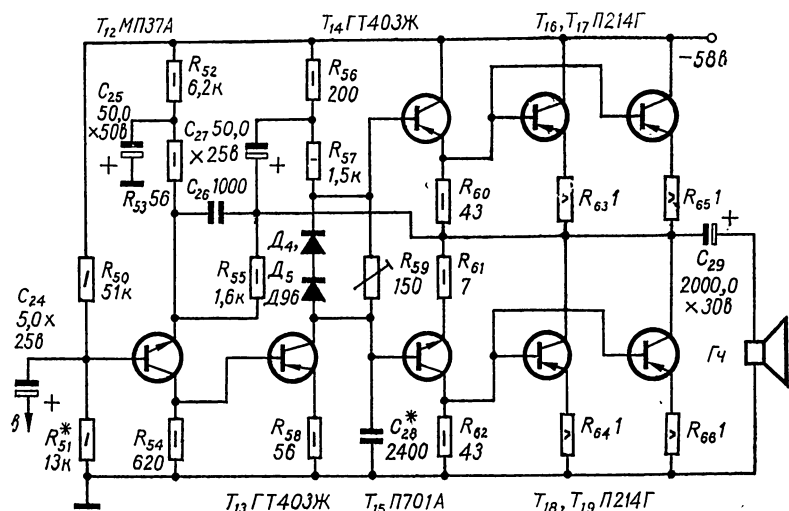 T12 МП37А
T14 ГТ403Ж
T16, T17 П214Г
–58в
R52
6,2к
R56
200
C25
50,0
×50в
+
C27 50,0
×25в
+
R57
1,5к
R53 56
C26 1000
R60
43
R63 1
R65 1
+
R50
51к
R55
1,6к
Д4,
Д5
Д9б
R59
150
R61
7
C29
2000,0
×30в
C24
5,0×
25в
+
в
Гч
R51*
13к
R54
620
R58
56
C28*
2400
R62
43
R64 1
R66 1
T13 ГТ403Ж
T15 П701А
T18, T19 П214Г